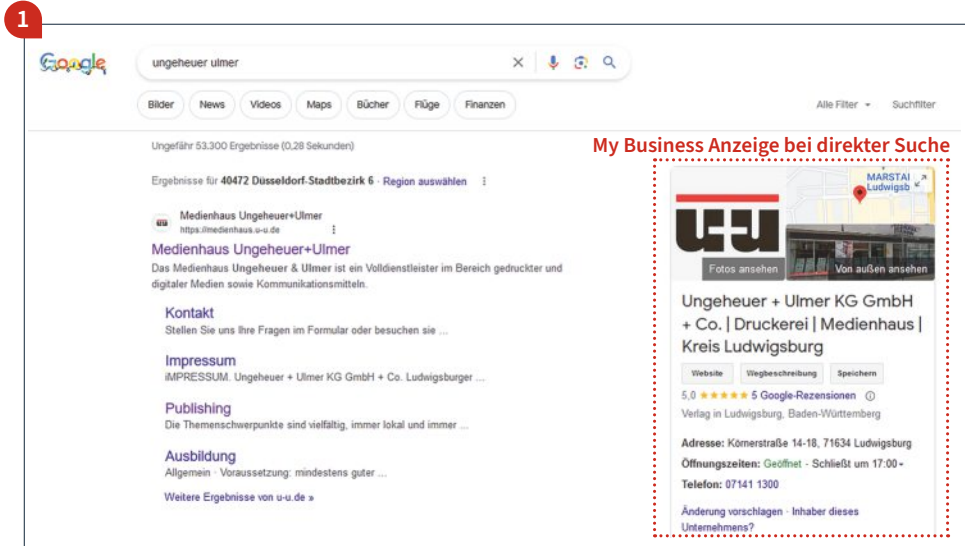 1
Google
ungeheuer ulmer
Bilder News Videos Maps Bücher Flüge Finanzen
Alle Filter Suchfilter
Ungefähr 53.300 Ergebnisse (0,28 Sekunden)
Ergebnisse für 40472 Düsseldorf-Stadtbezirk 6 · Region auswählen
Medienhaus Ungeheuer+Ulmer
https://medienhaus.u-u.de
Medienhaus Ungeheuer+Ulmer
Das Medienhaus Ungeheuer & Ulmer ist ein Volldienstleister im Bereich gedruckter und
digitaler Medien sowie Kommunikationsmitteln.
Kontakt
Stellen Sie uns Ihre Fragen im Formular oder besuchen sie ...
Impressum
iMPRESSUM. Ungeheuer + Ulmer KG GmbH + Co. Ludwigsburger ...
Publishing
Die Themenschwerpunkte sind vielfältig, immer lokal und immer ...
Ausbildung
Allgemein · Voraussetzung: mindestens guter ...
Weitere Ergebnisse von u-u.de »
My Business Anzeige bei direkter Suche
MARSTAL
Ludwigsb
u+u
Fotos ansehen
Von außen ansehen
Ungeheuer + Ulmer KG GmbH
+ Co. | Druckerei | Medienhaus |
Kreis Ludwigsburg
Website Wegbeschreibung Speichern
5,0 ★★★★★ 5 Google-Rezensionen
Verlag in Ludwigsburg, Baden-Württemberg
Adresse: Körnerstraße 14-18, 71634 Ludwigsburg
Öffnungszeiten: Geöffnet · Schließt um 17:00
Telefon: 07141 1300
Änderung vorschlagen · Inhaber dieses
Unternehmens?